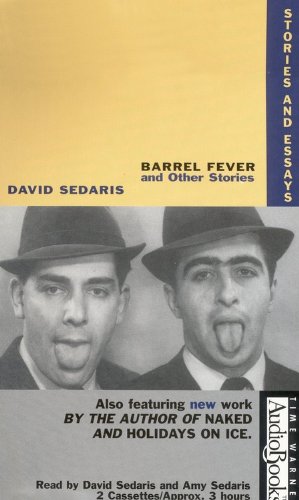 STORIES AND ESSAYS
BARREL FEVER
and Other Stories
DAVID SEDARIS
Also featuring new work
BY THE AUTHOR OF NAKED
AND HOLIDAYS ON ICE.
Read by David Sedaris and Amy Sedaris
2 Cassettes/Approx. 3 hours
TIME WARNE
AudioBooks